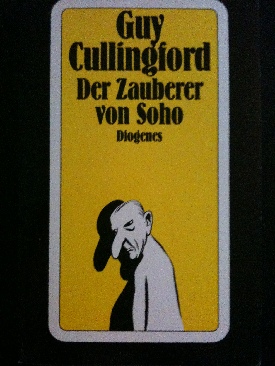 Guy
Cullingford
Der Zauberer
von Soho
Diogenes